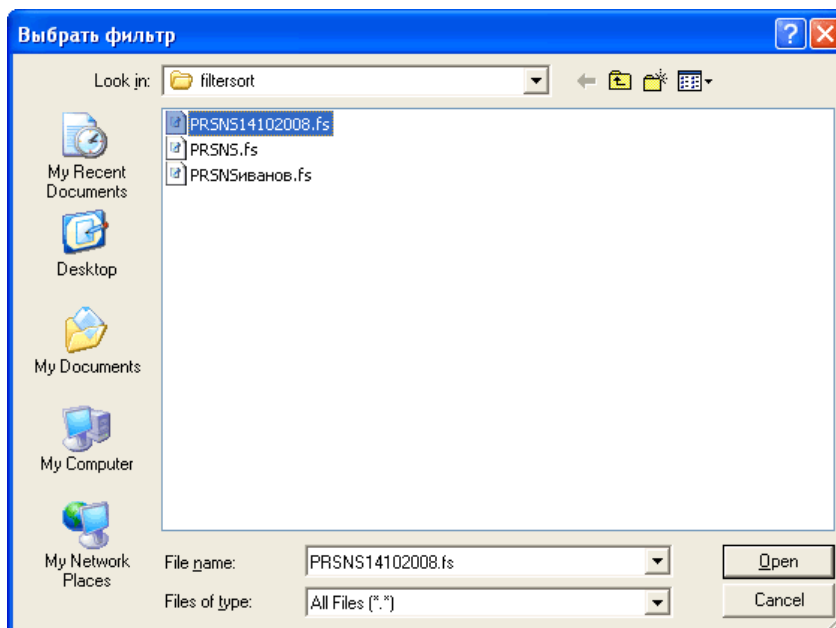 Выбрать фильтр
Look in: filtersort
PRSNS14102008.fs
PRSNS.fs
PRSNSиванов.fs
My Recent
Documents
Desktop
My Documents
My Computer
My Network
Places
File name: PRSNS14102008.fs Open
Files of type: All Files (*.*) Cancel